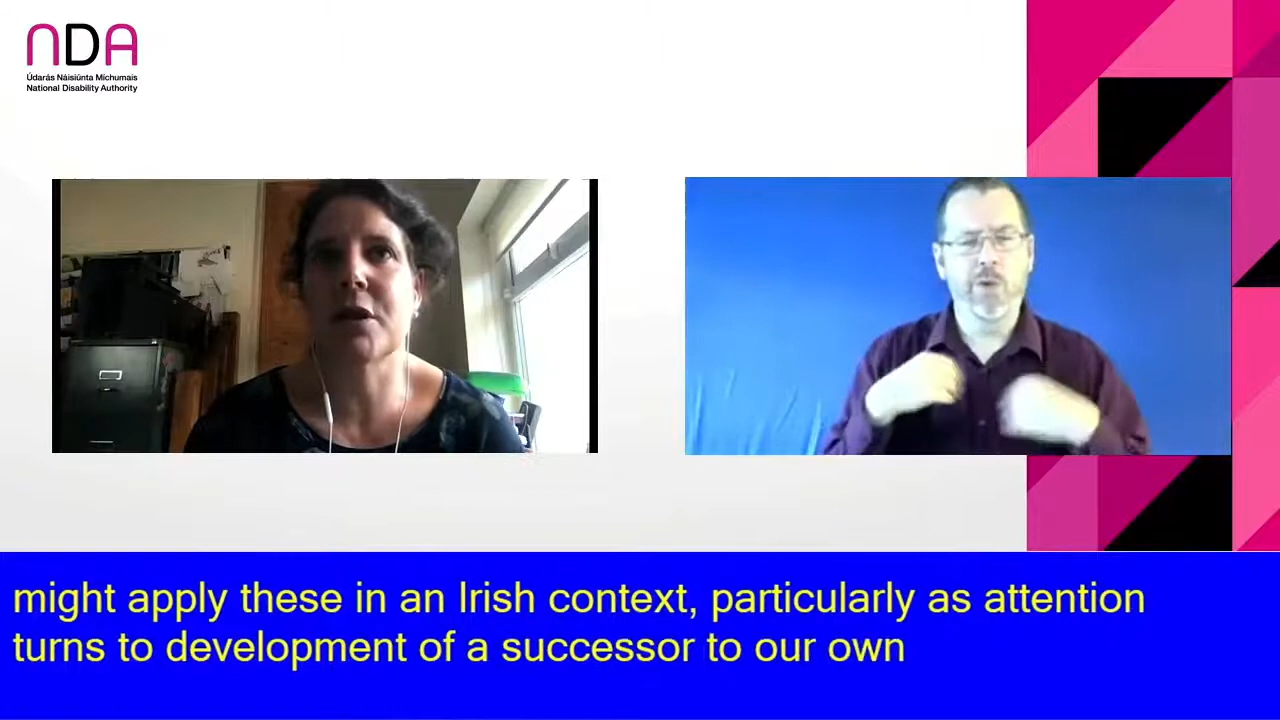 NDA
Údarás Náisiúnta Míchumais
National Disability Authority
might apply these in an Irish context, particularly as attention
turns to development of a successor to our own